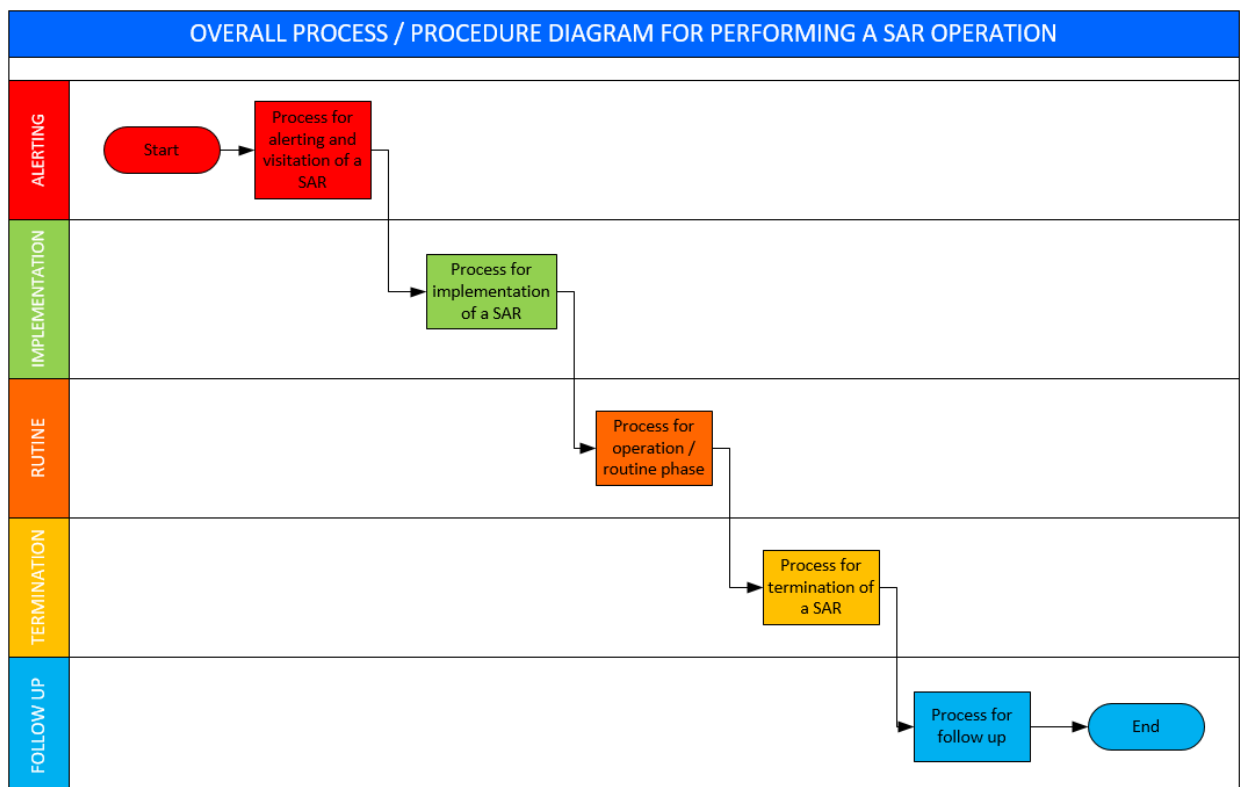 OVERALL PROCESS / PROCEDURE DIAGRAM FOR PERFORMING A SAR OPERATION
ALERTING
Start
Process for
alerting and
visitation of a
SAR
IMPLEMENTATION
Process for
implementation
of a SAR
RUTINE
Process for
operation /
routine phase
TERMINATION
Process for
termination of
a SAR
FOLLOW UP
Process for
follow up
End